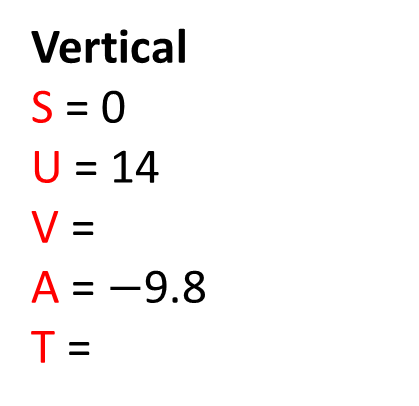 Vertical
S = 0
U = 14
V =
A = −9.8
T =